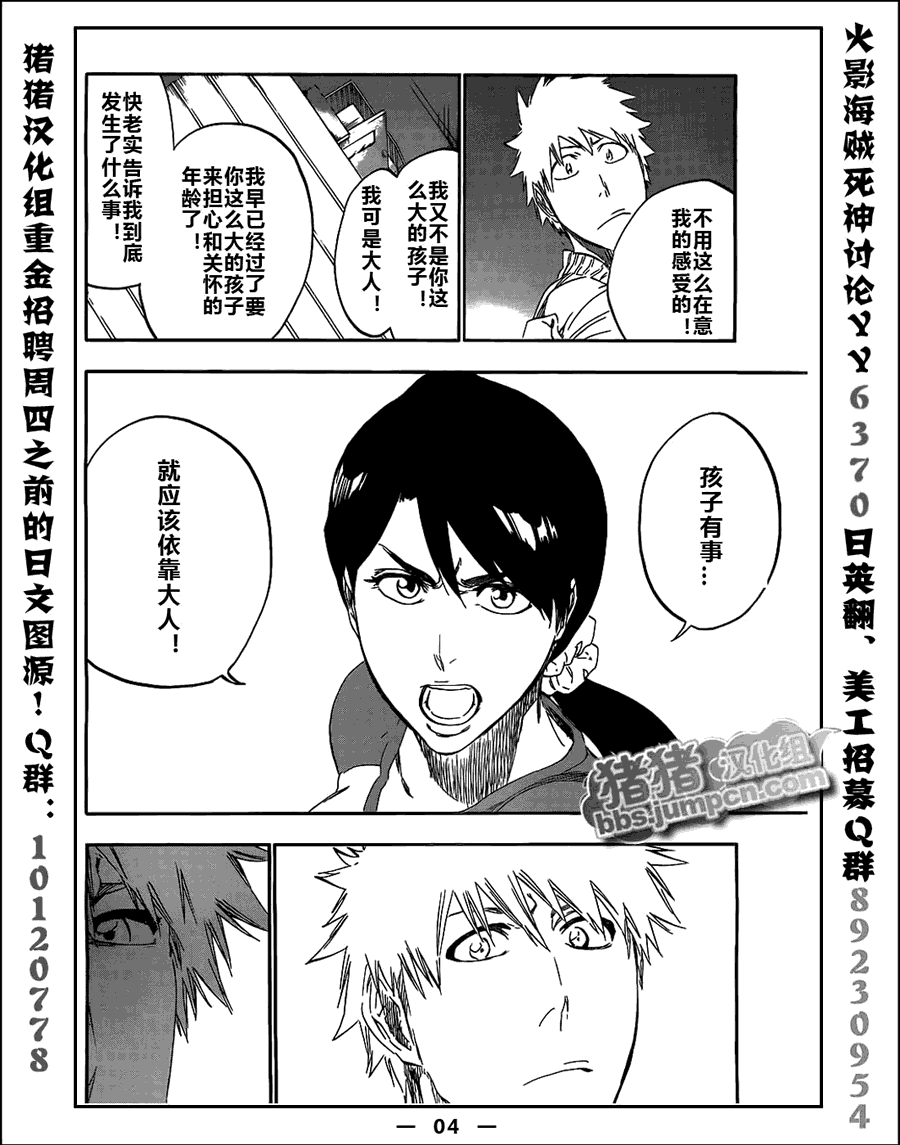 火影海贼死神讨论YY6370日英翻、美工招募Q群89230954
不用这么在意
我的感受的！
我又不是你这
么大的孩子！
我可是大人！
我早已经过了要
你这么大的孩子
来担心和关怀的
年龄了！
快老实告诉我到底
发生了什么事！
孩子有事…
就应该依靠大人！
猪猪汉化组
bbs.jumpcn.com
猪猪汉化组重金招聘周四之前的日文图源！Q群：10120778
— 04 —